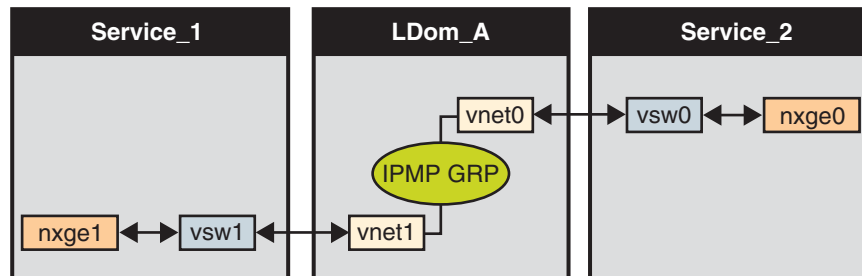 Service_1 LDom_A Service_2
vnet0 vsw0 nxge0
IPMP GRP
nxge1 vsw1 vnet1